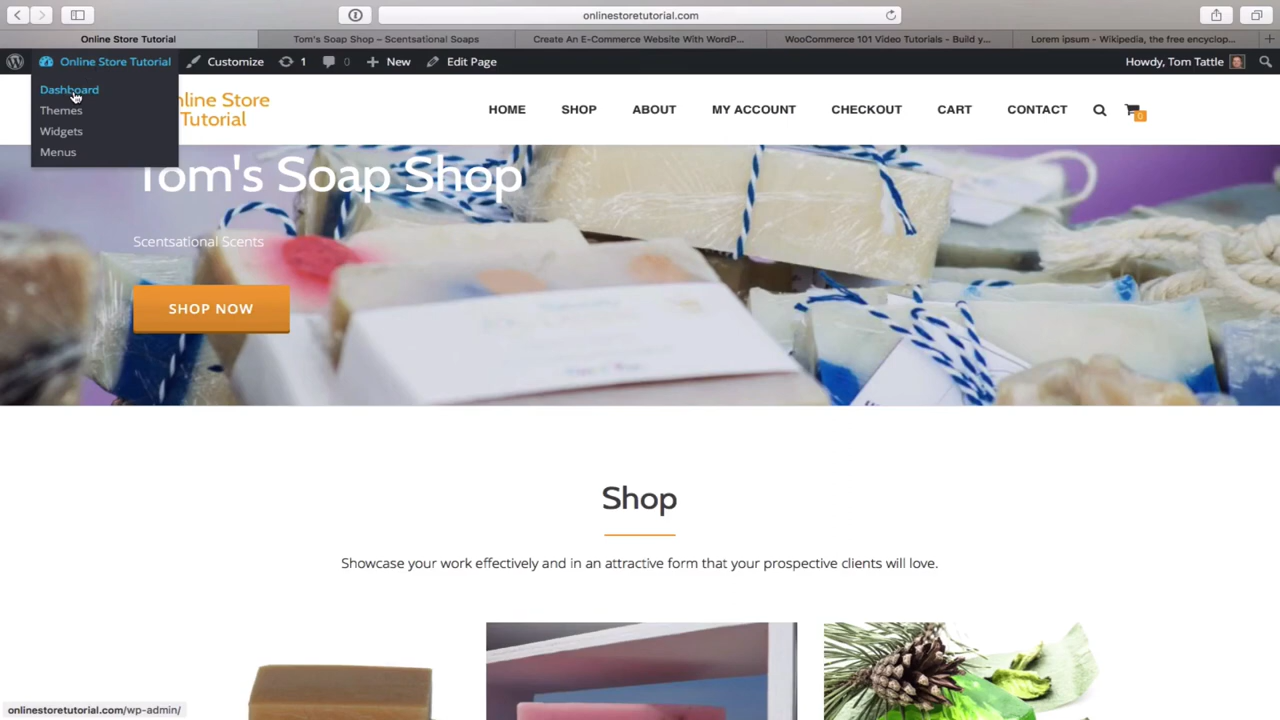 onlinestoretutorial.com
Online Store Tutorial
Tom's Soap Shop – Scentsational Soaps
Create An E-Commerce Website With WordP...
WooCommerce 101 Video Tutorials - Build y...
Lorem ipsum - Wikipedia, the free encyclop...
Online Store Tutorial
Customize
1
0
New
Edit Page
Howdy, Tom Tattle
Dashboard
Themes
Widgets
Menus
nline Store
Tutorial
HOME
SHOP
ABOUT
MY ACCOUNT
CHECKOUT
CART
CONTACT
0
Tom's Soap Shop
Scentsational Scents
SHOP NOW
Shop
Showcase your work effectively and in an attractive form that your prospective clients will love.
onlinestoretutorial.com/wp-admin/